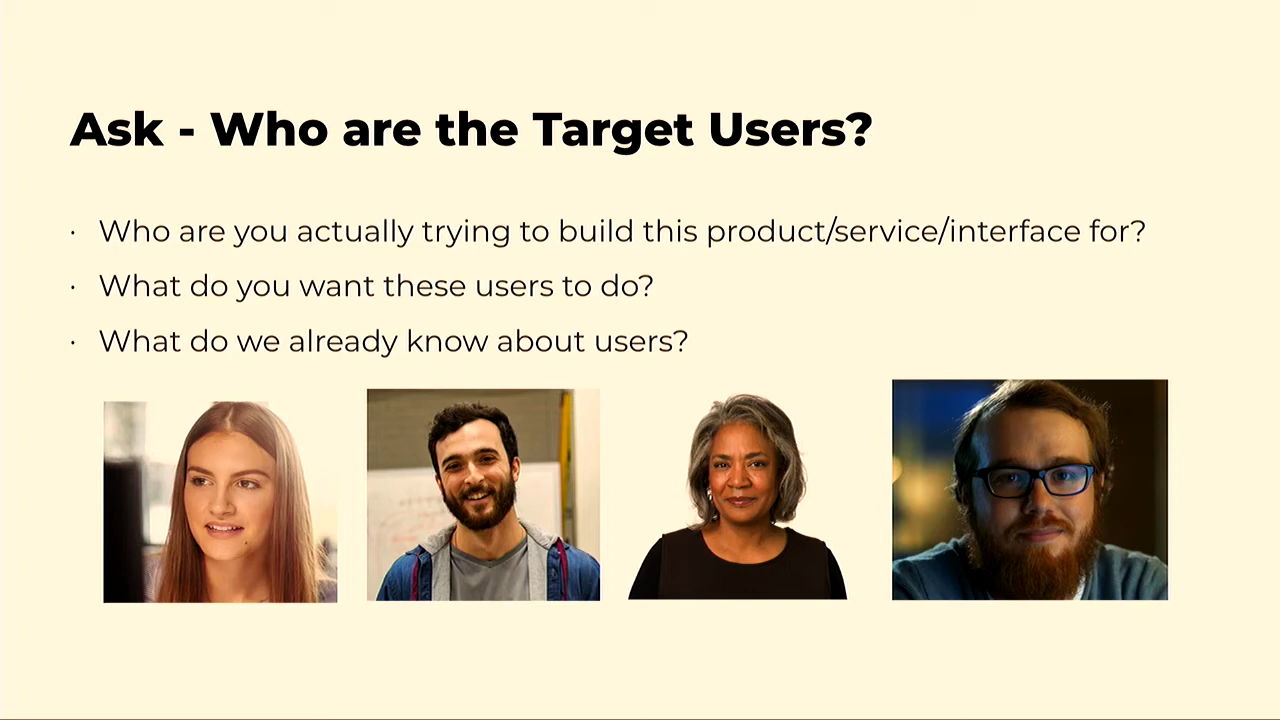 Ask - Who are the Target Users?
· Who are you actually trying to build this product/service/interface for?
· What do you want these users to do?
· What do we already know about users?